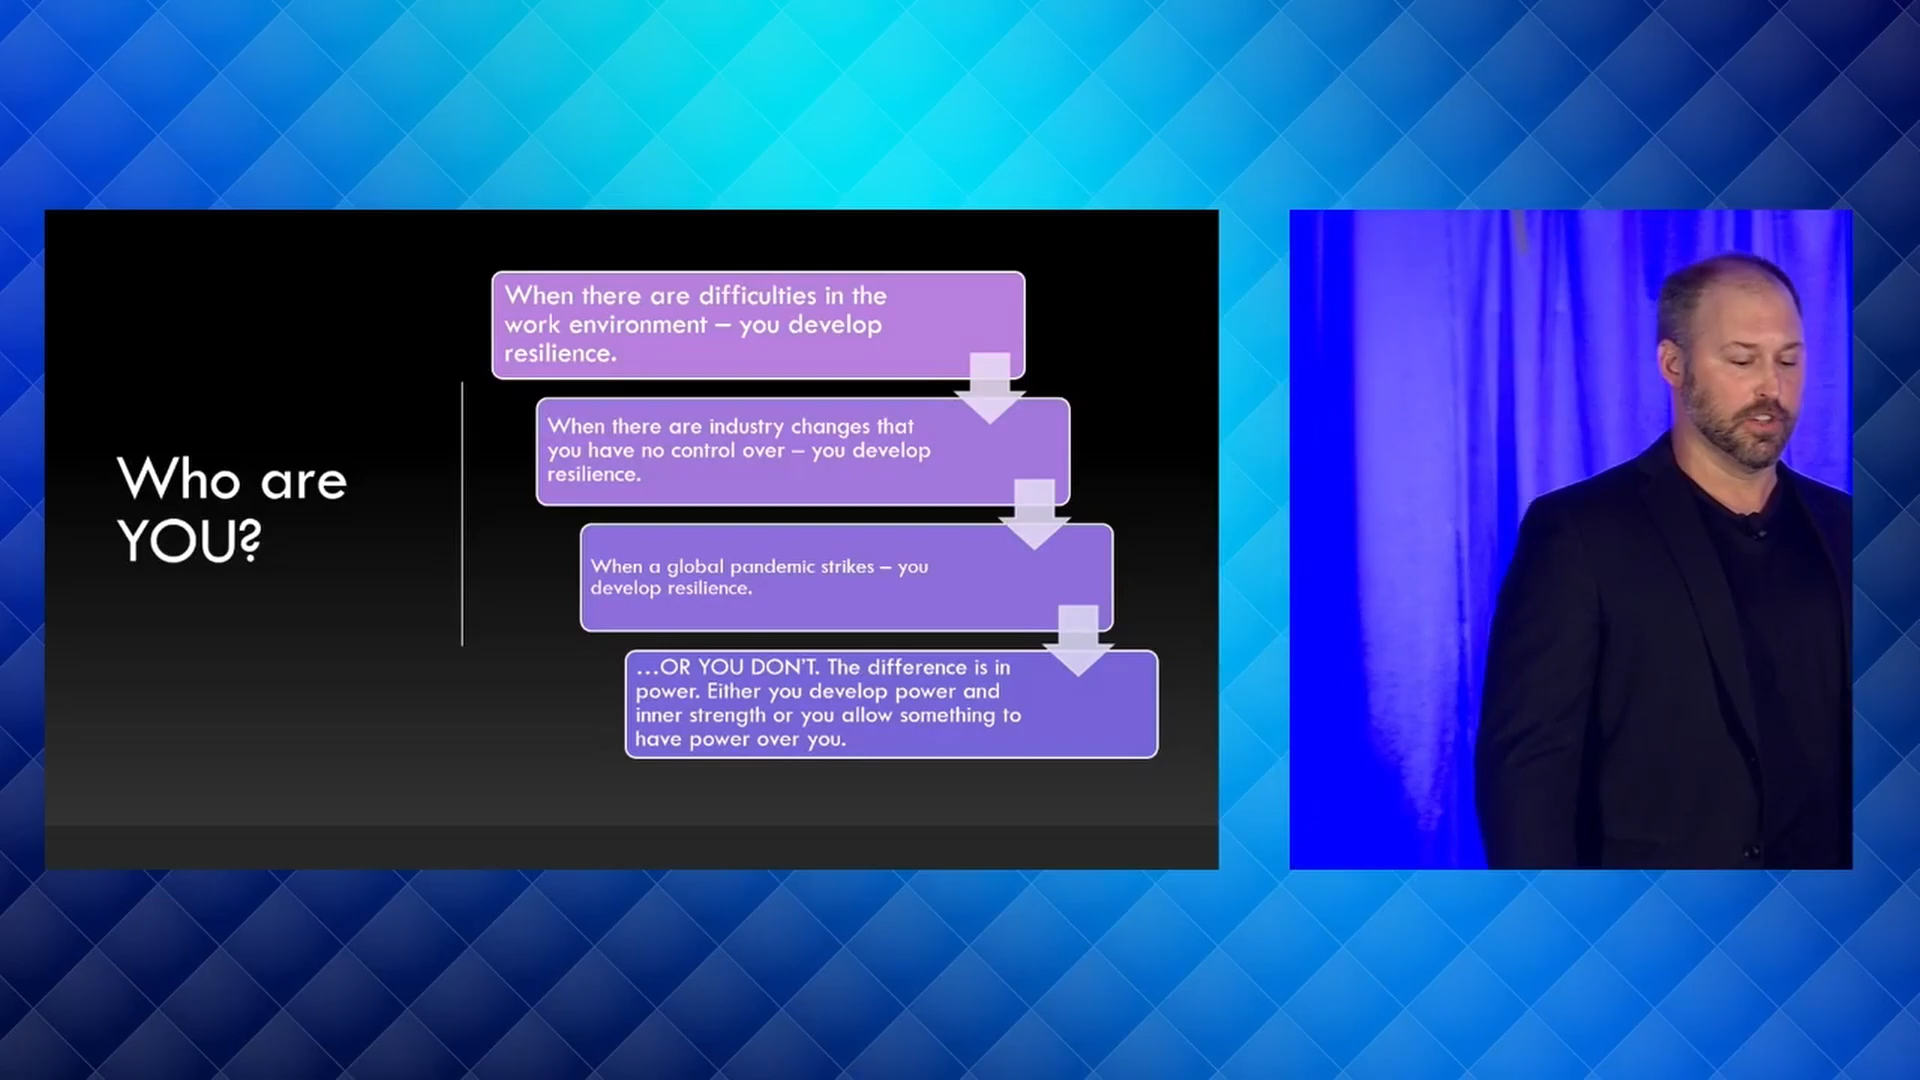 Who are
YOU?
When there are difficulties in the
work environment – you develop
resilience.
When there are industry changes that
you have no control over – you develop
resilience.
When a global pandemic strikes – you
develop resilience.
...OR YOU DON'T. The difference is in
power. Either you develop power and
inner strength or you allow something to
have power over you.